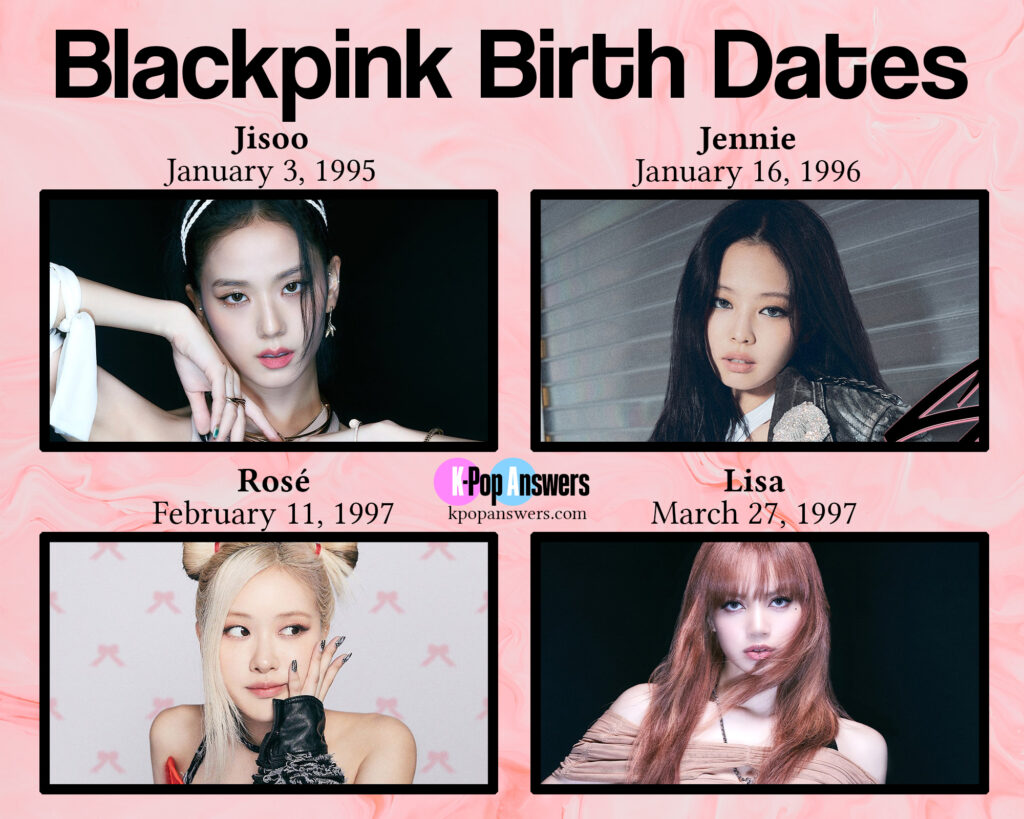 Blackpink Birth Dates
Jisoo
January 3, 1995
Jennie
January 16, 1996
Rosé
February 11, 1997
K-Pop Answers
kpopanswers.com
Lisa
March 27, 1997